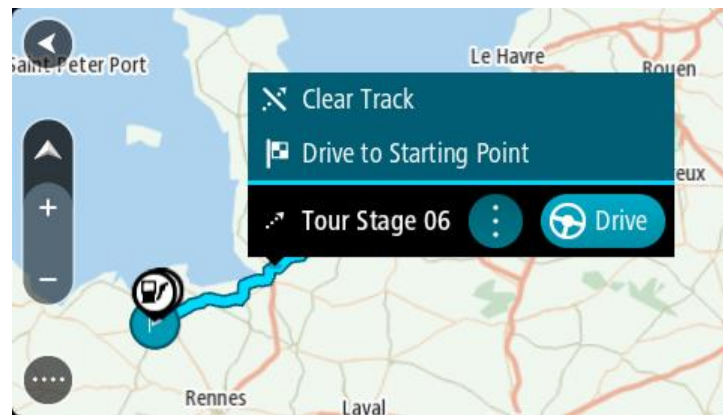 Saint Peter Port
Le Havre
Rouen
Clear Track
Drive to Starting Point
eux
Tour Stage 06
Drive
Rennes
Laval